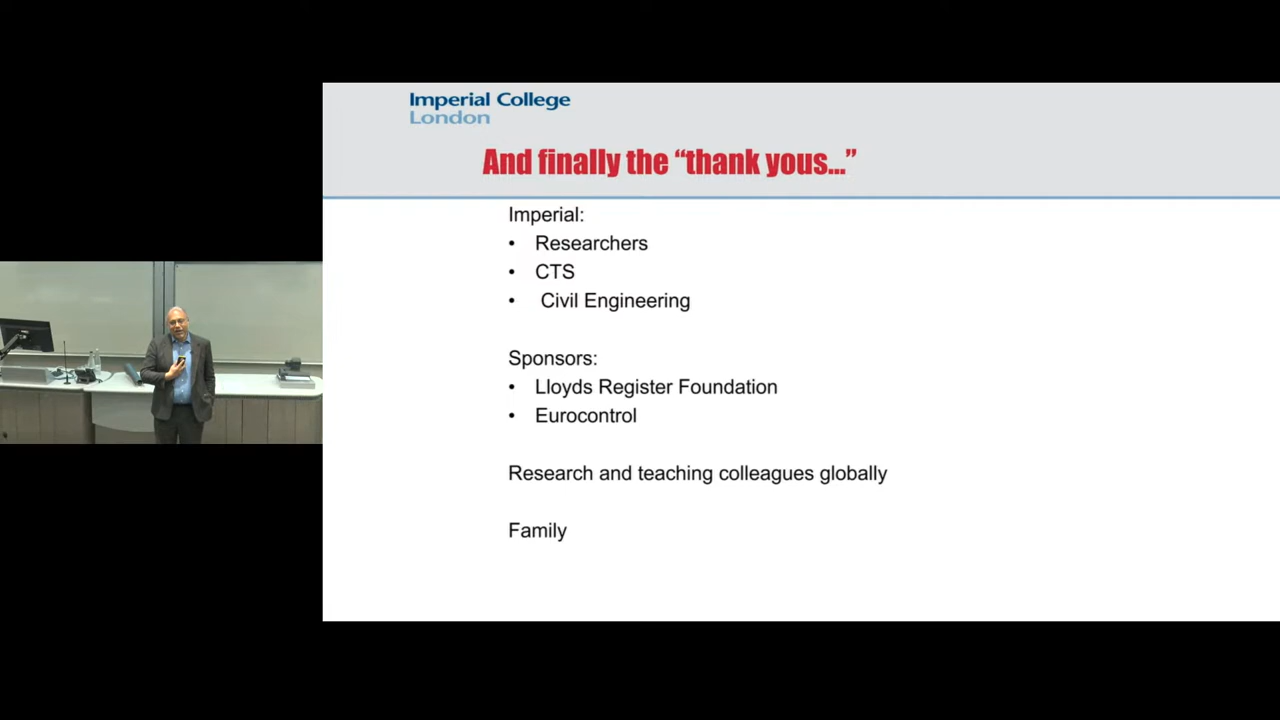 Imperial College
London
And finally the “thank yous...”
Imperial:
• Researchers
• CTS
• Civil Engineering
Sponsors:
• Lloyds Register Foundation
• Eurocontrol
Research and teaching colleagues globally
Family